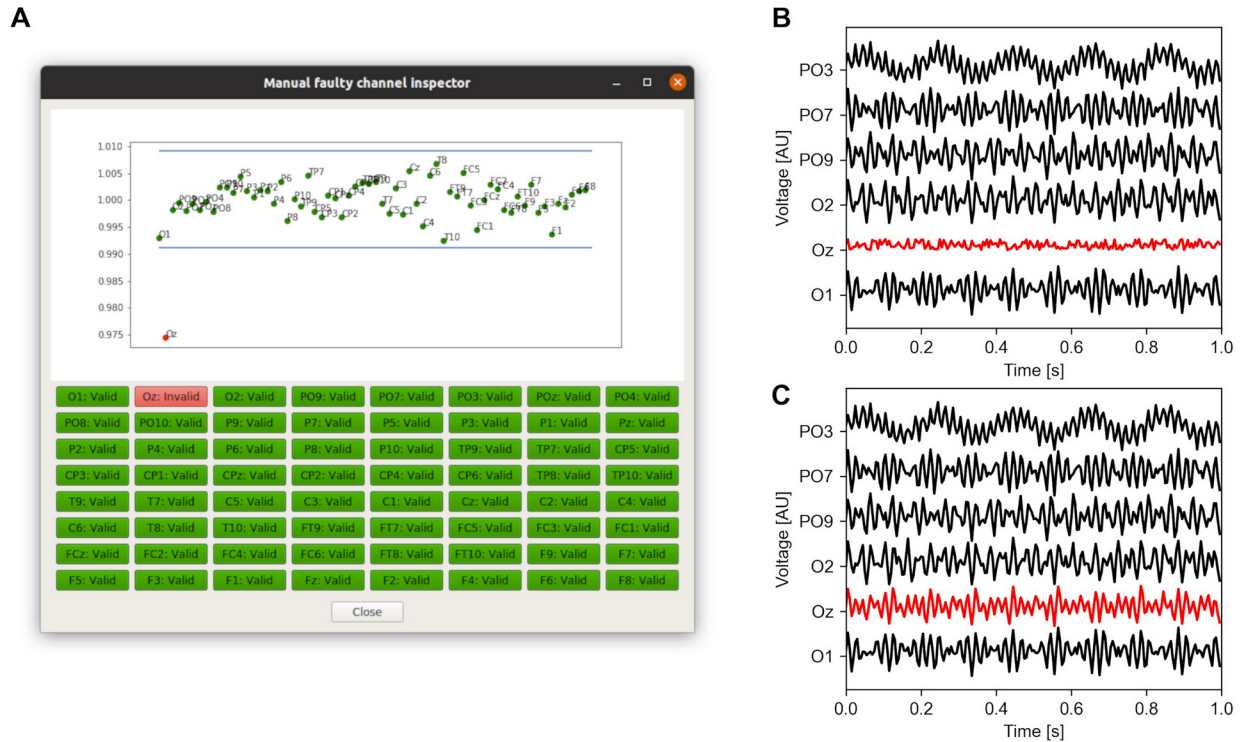 A
Manual faulty channel inspector
1.010
1.005
1.000
0.995
0.990
0.985
0.980
0.975
O1
Oz
PO4
PO8
P5
P3
P2
P4
P6
P8
P10
TP9
TP7
CP5
CP3
CP2
CP4
T7
C5
C3
C1
Cz
C2
C4
C6
T8
T10
FT9
FT7
FC5
FC1
FCz
FC2
FC4
FT8
FT10
F9
F7
F5
F3
F1
F2
F8
O1: Valid Oz: Invalid O2: Valid PO9: Valid PO7: Valid PO3: Valid POz: Valid PO4: Valid
PO8: Valid PO10: Valid P9: Valid P7: Valid P5: Valid P3: Valid P1: Valid Pz: Valid
P2: Valid P4: Valid P6: Valid P8: Valid P10: Valid TP9: Valid TP7: Valid CP5: Valid
CP3: Valid CP1: Valid CPz: Valid CP2: Valid CP4: Valid CP6: Valid TP8: Valid TP10: Valid
T9: Valid T7: Valid C5: Valid C3: Valid C1: Valid Cz: Valid C2: Valid C4: Valid
C6: Valid T8: Valid T10: Valid FT9: Valid FT7: Valid FC5: Valid FC3: Valid FC1: Valid
FCz: Valid FC2: Valid FC4: Valid FC6: Valid FT8: Valid FT10: Valid F9: Valid F7: Valid
F5: Valid F3: Valid F1: Valid Fz: Valid F2: Valid F4: Valid F6: Valid F8: Valid
Close
B
Voltage [AU]
PO3
PO7
PO9
O2
Oz
O1
0.0 0.2 0.4 0.6 0.8 1.0
Time [s]
C
Voltage [AU]
PO3
PO7
PO9
O2
Oz
O1
0.0 0.2 0.4 0.6 0.8 1.0
Time [s]